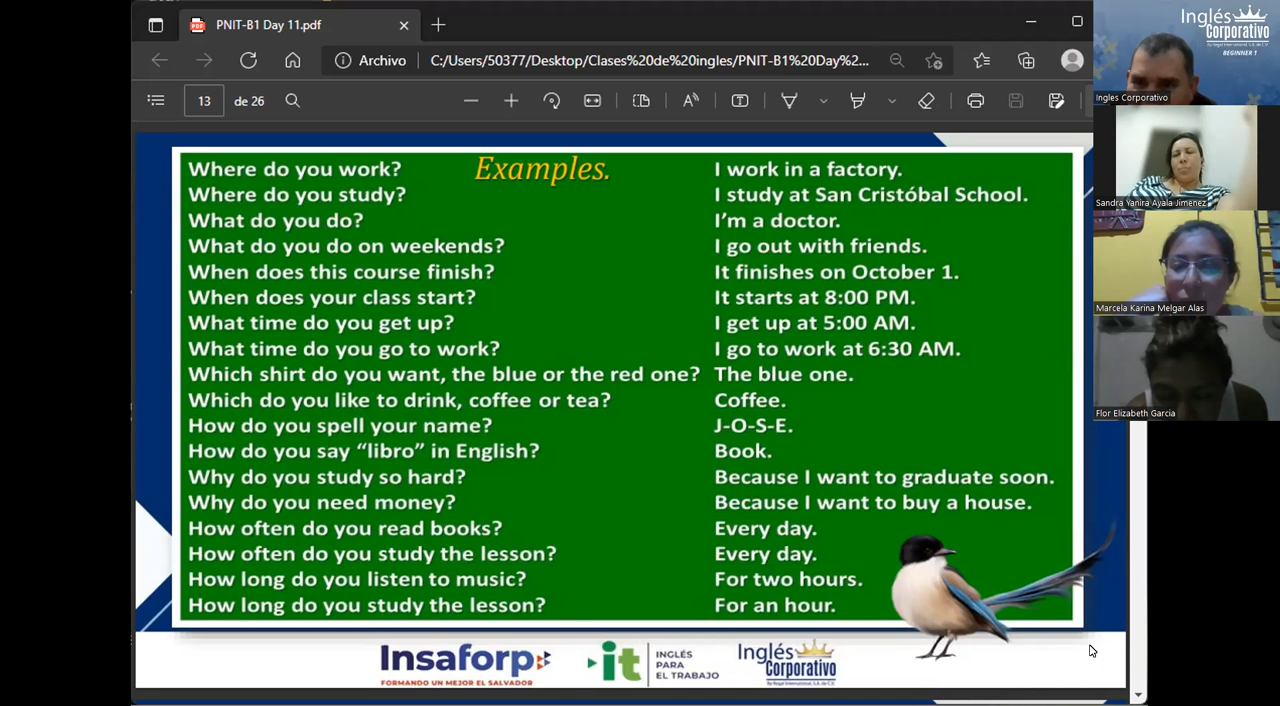 PNIT-B1 Day 11.pdf
Archivo
C:/Users/50377/Desktop/Clases%20de%20ingles/PNIT-B1%20Day%2...
13
de 26
Examples.
Where do you work? I work in a factory.
Where do you study? I study at San Cristóbal School.
What do you do? I'm a doctor.
What do you do on weekends? I go out with friends.
When does this course finish? It finishes on October 1.
When does your class start? It starts at 8:00 PM.
What time do you get up? I get up at 5:00 AM.
What time do you go to work? I go to work at 6:30 AM.
Which shirt do you want, the blue or the red one? The blue one.
Which do you like to drink, coffee or tea? Coffee.
How do you spell your name? J-O-S-E.
How do you say “libro” in English? Book.
Why do you study so hard? Because I want to graduate soon.
Why do you need money? Because I want to buy a house.
How often do you read books? Every day.
How often do you study the lesson? Every day.
How long do you listen to music? For two hours.
How long do you study the lesson? For an hour.
Insaforp
FORMANDO UN MEJOR EL SALVADOR
it
INGLÉS
PARA
EL TRABAJO
Inglés
Corporativo
By Regal International, S.A. de C.V.
Inglés
Corporativo
By Regal International, S.A. de C.V.
BEGINNER 1
Ingles Corporativo
Sandra Yanira Ayala Jimenez
Marcela Karina Melgar Alas
Flor Elizabeth Garcia